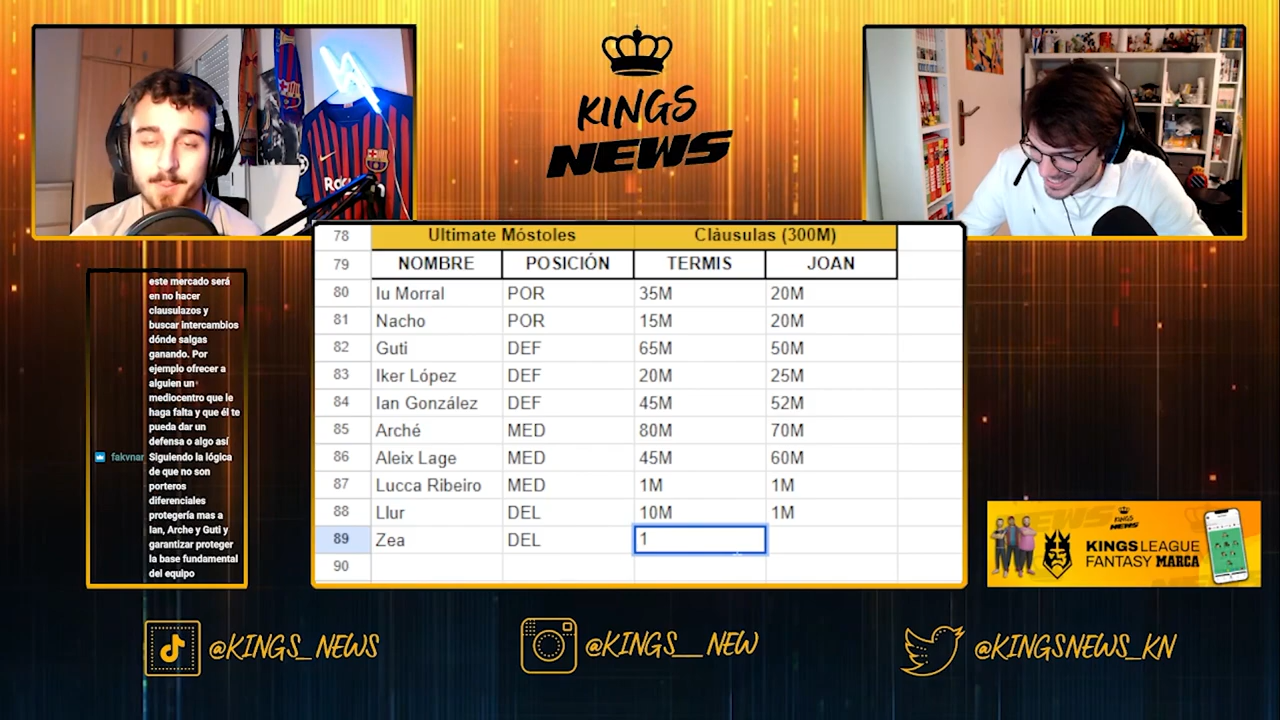 KINGS
NEWS
78 Ultimate Móstoles Cláusulas (300M)
79 NOMBRE POSICIÓN TERMIS JOAN
80 Iu Morral POR 35M 20M
81 Nacho POR 15M 20M
82 Guti DEF 65M 50M
83 Iker López DEF 20M 25M
84 Ian González DEF 45M 52M
85 Arché MED 80M 70M
86 Aleix Lage MED 45M 60M
87 Lucca Ribeiro MED 1M 1M
88 Llur DEL 10M 1M
89 Zea DEL 1
90
este mercado será
en no hacer
clausulazos y
buscar intercambios
dónde salgas
ganando. Por
ejemplo ofrecer a
alguien un
mediocentro que le
haga falta y que él te
pueda dar un
defensa o algo así
fakvnar Siguiendo la lógica
de que no son
porteros
diferenciales
protegería mas a
Ian, Arche y Guti y
garantizar proteger
la base fundamental
del equipo
KINGS
NEWS
KINGS LEAGUE
FANTASY MARCA
@KINGS_NEWS
@KINGS__NEW
@KINGSNEWS_KN